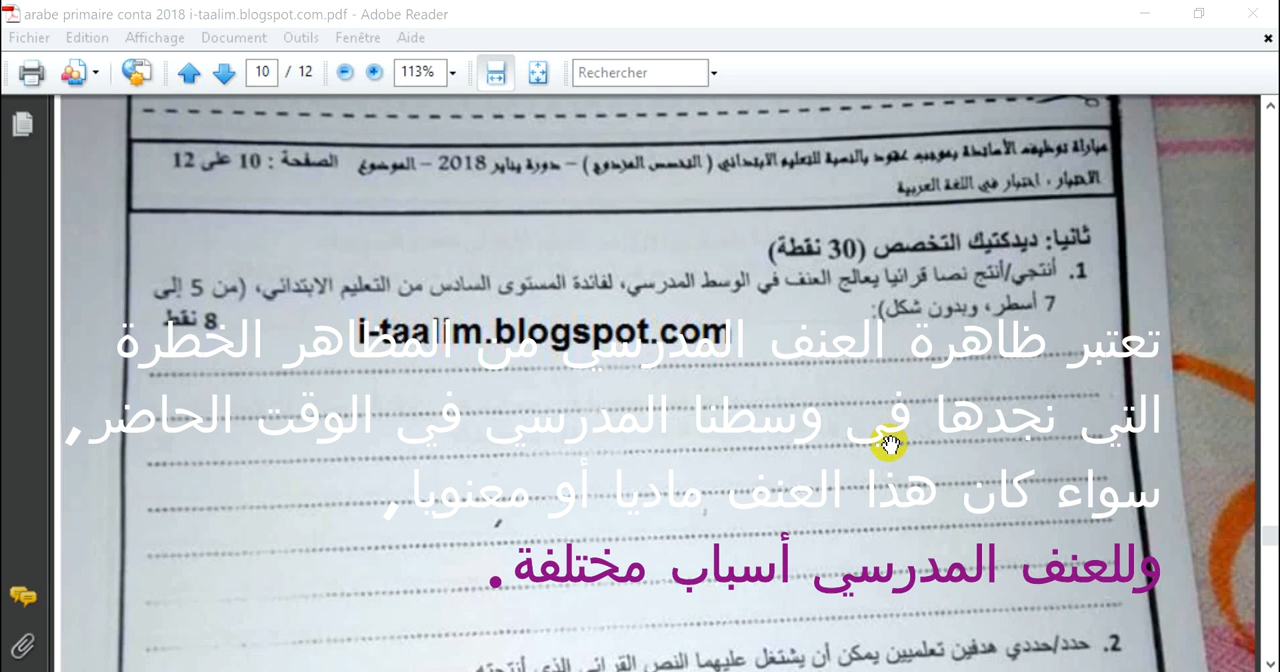 arabe primaire conta 2018 i-taalim.blogspot.com.pdf - Adobe Reader
Fichier Edition Affichage Document Outils Fenêtre Aide
10 / 12 113% Rechercher
مباراة توظيف الأساتذة بموجب عقود بالنسبة للتعليم الابتدائي ( التخصص المزدوج ) – دورة يناير 2018 – الموضوع الصفحة : 10 على 12
الاختبار : اختبار في اللغة العربية
ثانيا: ديدكتيك التخصص (30 نقطة)
1. أنتجي/أنتج نصا قرائيا يعالج العنف في الوسط المدرسي، لفائدة المستوى السادس من التعليم الابتدائي، (من 5 إلى
7 أسطر، وبدون شكل):
8 نقط
i-taalim.blogspot.com
تعتبر ظاهرة العنف المدرسي من المظاهر الخطرة
التي نجدها في وسطنا المدرسي في الوقت الحاضر,
سواء كان هذا العنف ماديا أو معنويا,
وللعنف المدرسي أسباب مختلفة.
2. حدد/حددي هدفين تعلميين يمكن أن يشتغل عليهما النص القرائي الذي أنتجته